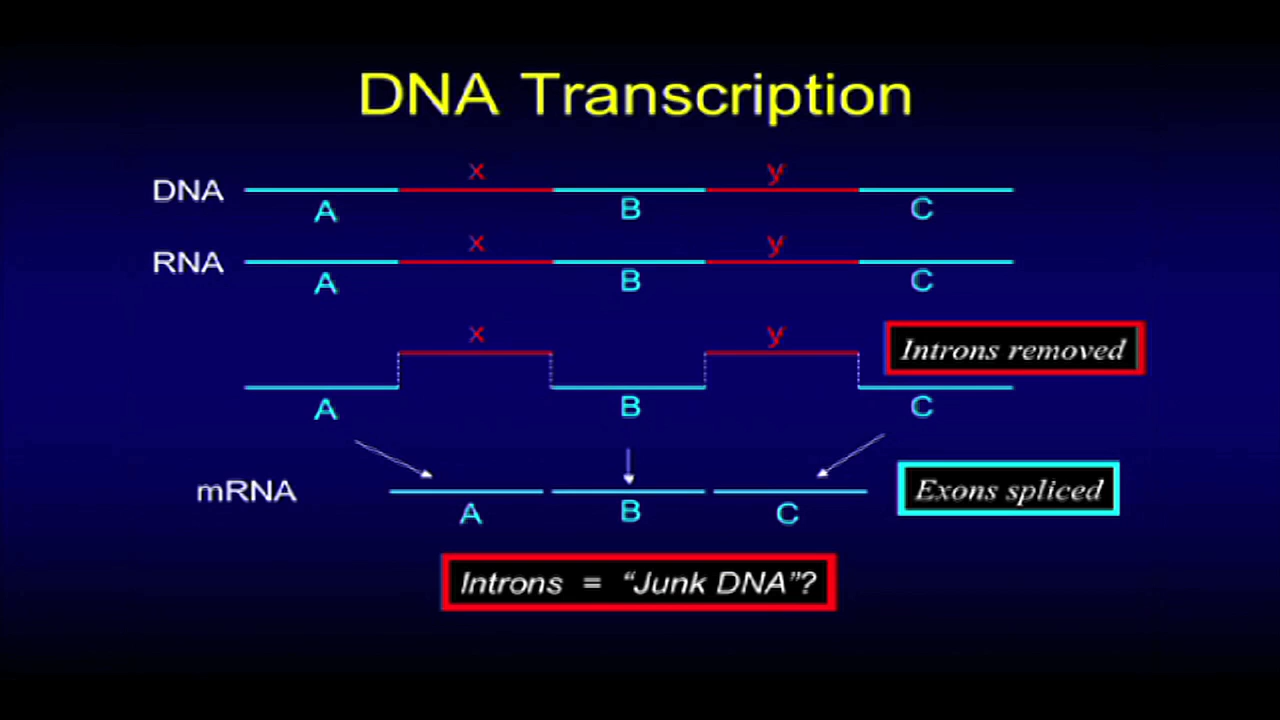 DNA Transcription
x y
DNA
A B C
x y
RNA
A B C
x y
Introns removed
A B C
mRNA
Exons spliced
A B C
Introns = “Junk DNA”?